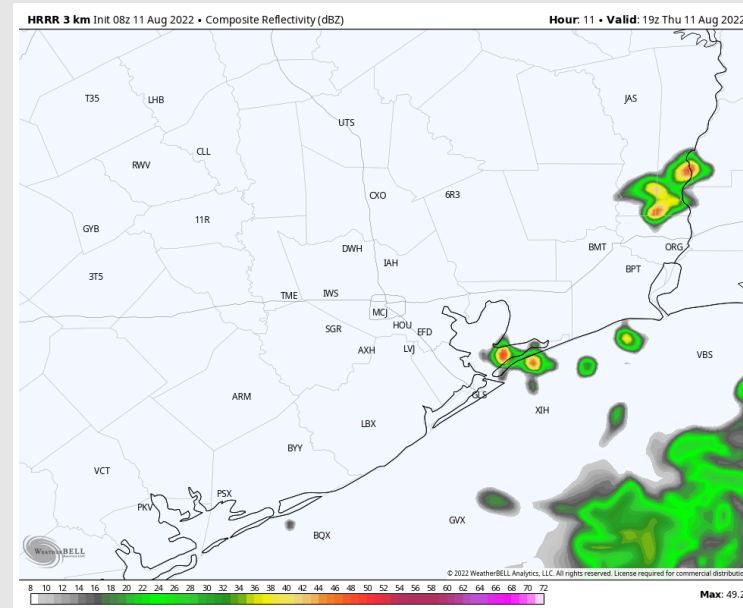 HRRR 3 km Init 08z 11 Aug 2022 • Composite Reflectivity (dBZ)
Hour: 11 • Valid: 19z Thu 11 Aug 2022
T35
LHB
JAS
UTS
CLL
RWV
CXO
6R3
11R
GYB
DWH
BMT
ORG
IAH
BPT
3T5
TME
IWS
MCJ
SGR
HOU
EFD
AXH
LVJ
VBS
ARM
GLS
XIH
LBX
BYY
VCT
PSX
PKV
GVX
BQX
WEATHERBELL
© 2022 WeatherBELL Analytics, LLC. All rights reserved. License required for commercial distributio
8 10 12 14 16 18 20 22 24 26 28 30 32 34 36 38 40 42 44 46 48 50 52 54 56 58 60 62 64 66 68 70 72
Max: 49.2